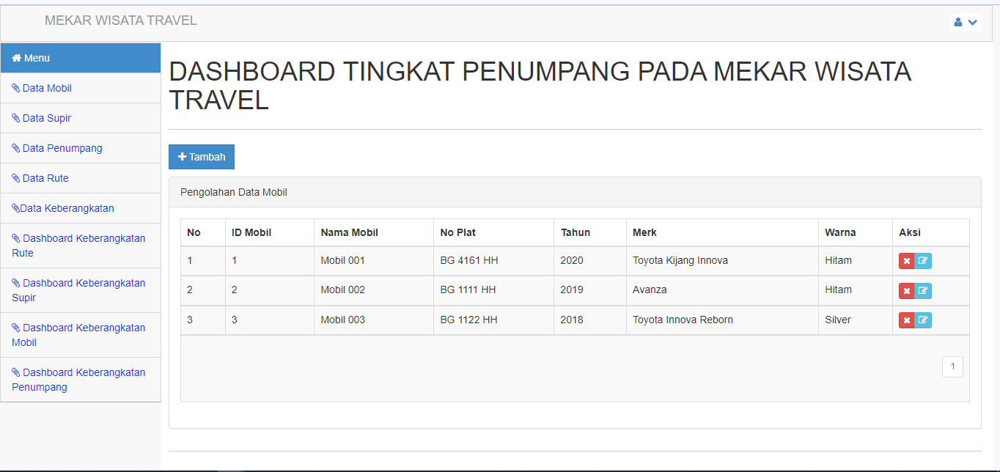 MEKAR WISATA TRAVEL
Menu
Data Mobil
Data Supir
Data Penumpang
Data Rute
Data Keberangkatan
Dashboard Keberangkatan
Rute
Dashboard Keberangkatan
Supir
Dashboard Keberangkatan
Mobil
Dashboard Keberangkatan
Penumpang
DASHBOARD TINGKAT PENUMPANG PADA MEKAR WISATA
TRAVEL
Tambah
Pengolahan Data Mobil
No ID Mobil Nama Mobil No Plat Tahun Merk Warna Aksi
1 1 Mobil 001 BG 4161 HH 2020 Toyota Kijang Innova Hitam
2 2 Mobil 002 BG 1111 HH 2019 Avanza Hitam
3 3 Mobil 003 BG 1122 HH 2018 Toyota Innova Reborn Silver
1